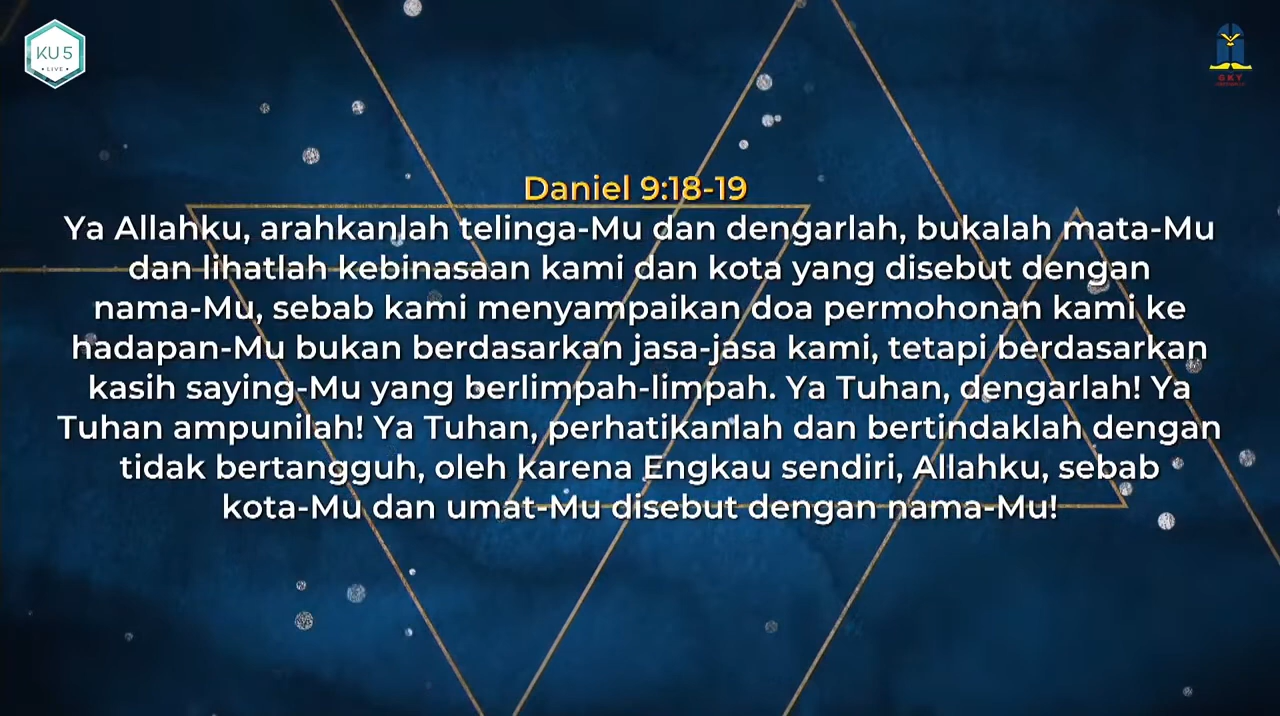 KU 5
• LIVE •
GKY
Daniel 9:18-19
Ya Allahku, arahkanlah telinga-Mu dan dengarlah, bukalah mata-Mu
dan lihatlah kebinasaan kami dan kota yang disebut dengan
nama-Mu, sebab kami menyampaikan doa permohonan kami ke
hadapan-Mu bukan berdasarkan jasa-jasa kami, tetapi berdasarkan
kasih saying-Mu yang berlimpah-limpah. Ya Tuhan, dengarlah! Ya
Tuhan ampunilah! Ya Tuhan, perhatikanlah dan bertindaklah dengan
tidak bertangguh, oleh karena Engkau sendiri, Allahku, sebab
kota-Mu dan umat-Mu disebut dengan nama-Mu!